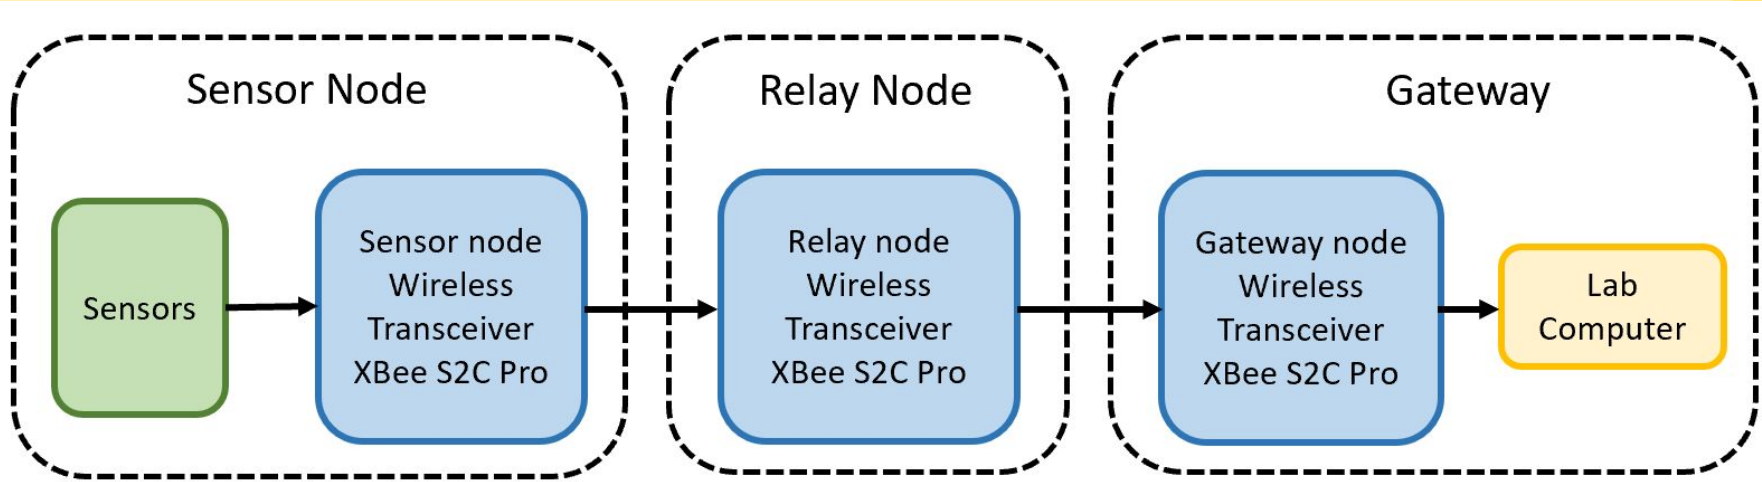 Sensor Node
Relay Node
Gateway
Sensors
Sensor node
Wireless
Transceiver
XBee S2C Pro
Relay node
Wireless
Transceiver
XBee S2C Pro
Gateway node
Wireless
Transceiver
XBee S2C Pro
Lab
Computer